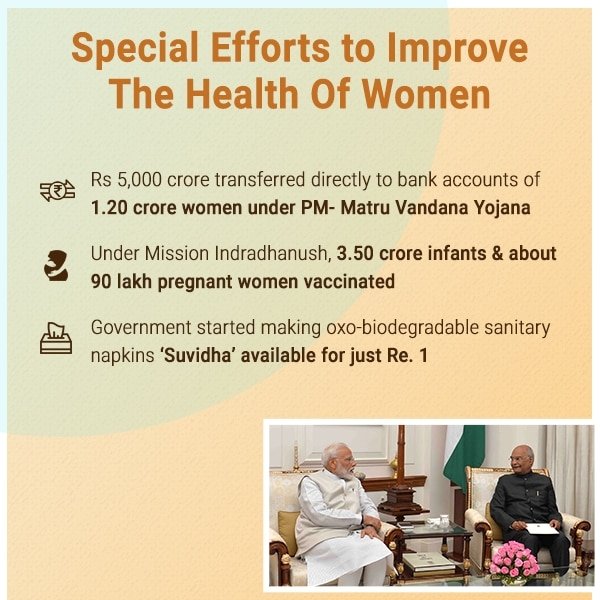 Special Efforts to Improve
The Health Of Women
Rs 5,000 crore transferred directly to bank accounts of
1.20 crore women under PM- Matru Vandana Yojana
Under Mission Indradhanush, 3.50 crore infants & about
90 lakh pregnant women vaccinated
Government started making oxo-biodegradable sanitary
napkins ‘Suvidha’ available for just Re. 1